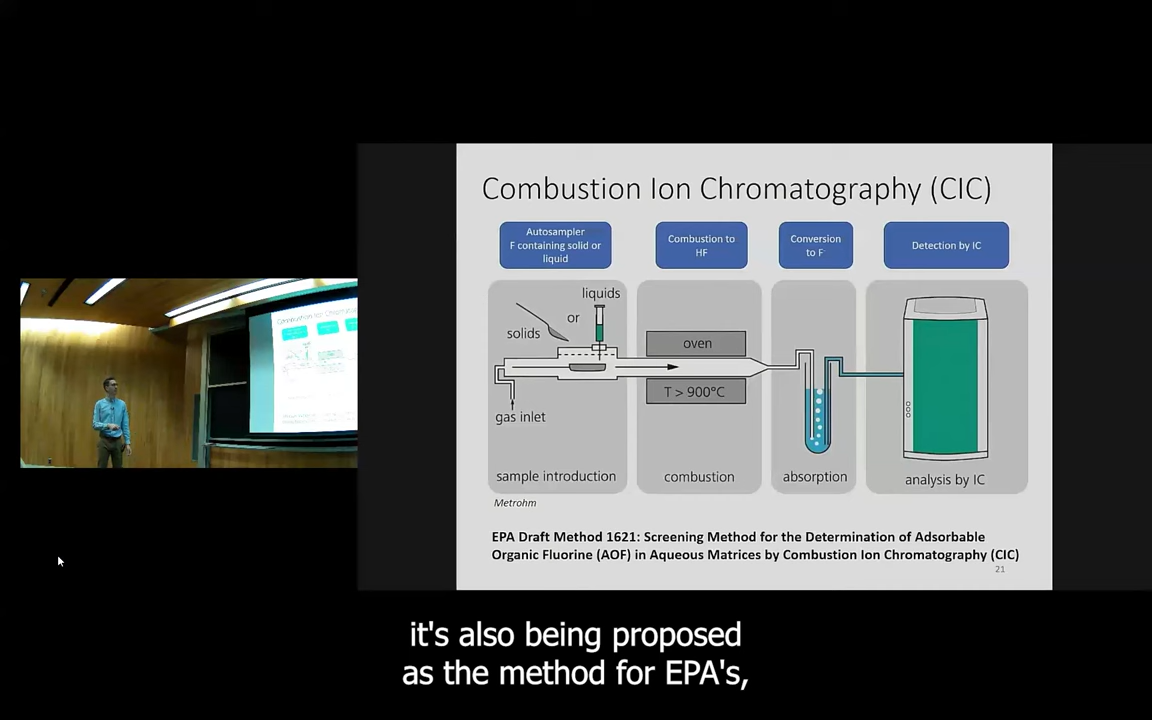 Combustion Ion Chromatography (CIC)
Autosampler
F containing solid or
liquid
Combustion to
HF
Conversion
to F
Detection by IC
liquids
or
solids
gas inlet
sample introduction
oven
T > 900°C
combustion
absorption
analysis by IC
Metrohm
EPA Draft Method 1621: Screening Method for the Determination of Adsorbable
Organic Fluorine (AOF) in Aqueous Matrices by Combustion Ion Chromatography (CIC)
21
it's also being proposed
as the method for EPA's,